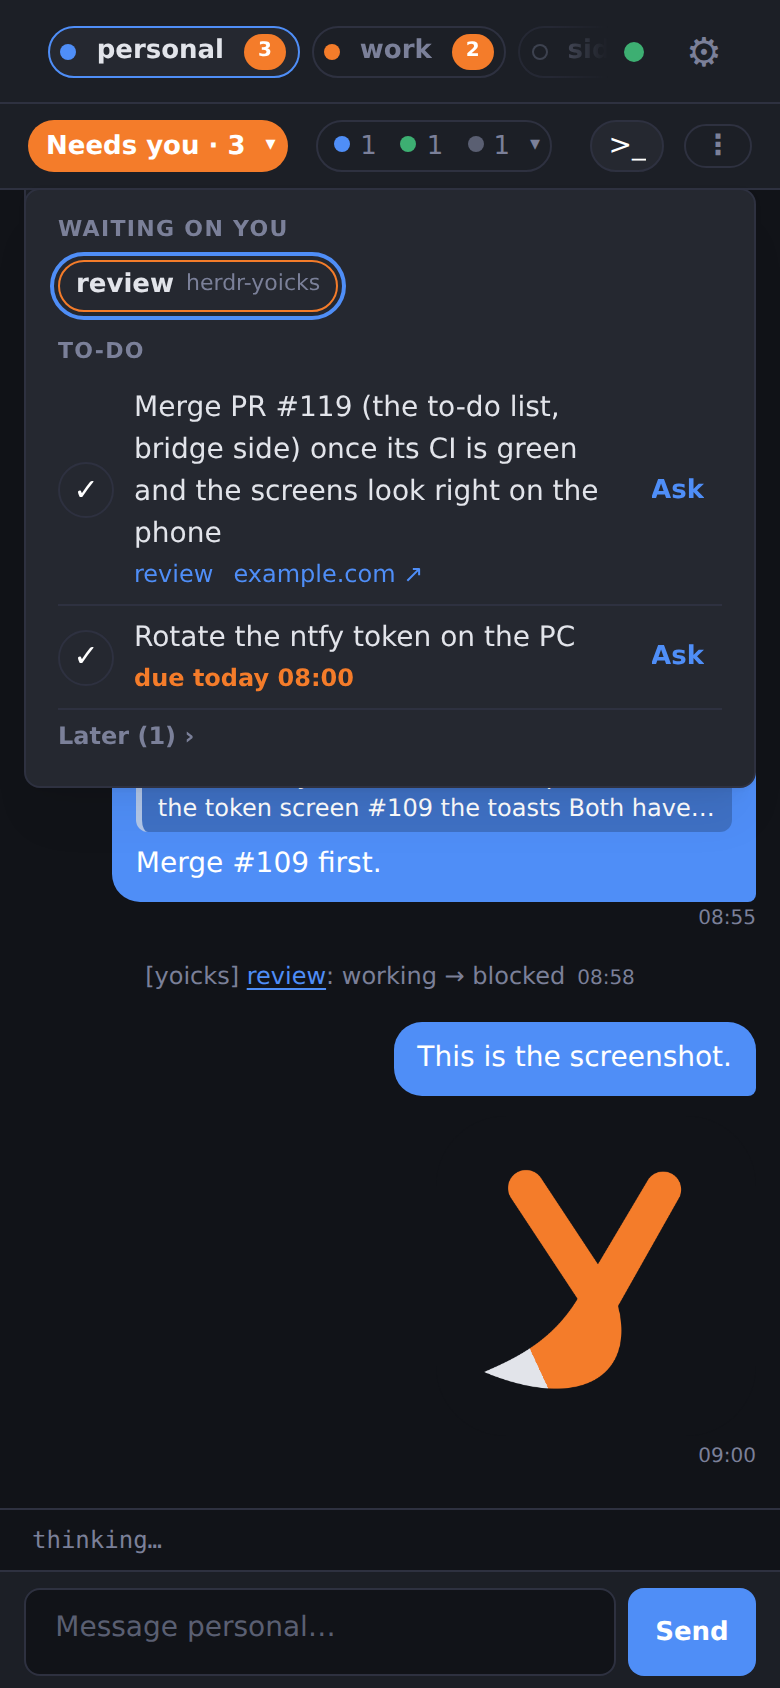 personal 3 work 2
Needs you · 3 ▾ 1 1 1 ▾ >_ ⋮
WAITING ON YOU
review herdr-yoicks
TO-DO
Merge PR #119 (the to-do list,
bridge side) once its CI is green
and the screens look right on the
phone
✓ Ask
review example.com ↗
✓ Rotate the ntfy token on the PC
Ask
due today 08:00
Later (1) ›
the token screen #109 the toasts Both have…
Merge #109 first.
08:55
[yoicks] review: working → blocked 08:58
This is the screenshot.
09:00
thinking…
Message personal…
Send